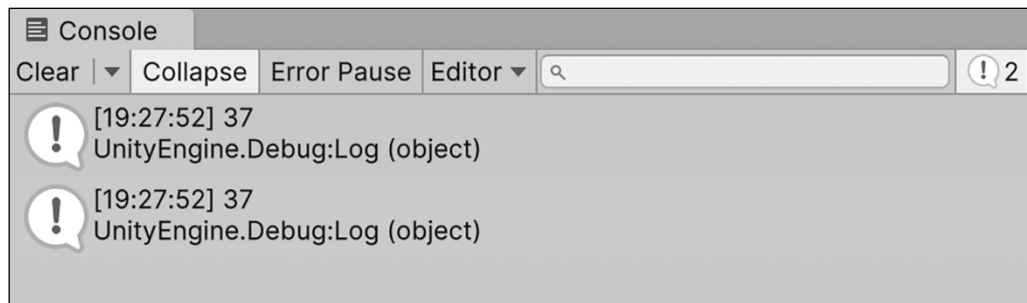 Console
Clear Collapse Error Pause Editor 2
[19:27:52] 37
UnityEngine.Debug:Log (object)
[19:27:52] 37
UnityEngine.Debug:Log (object)